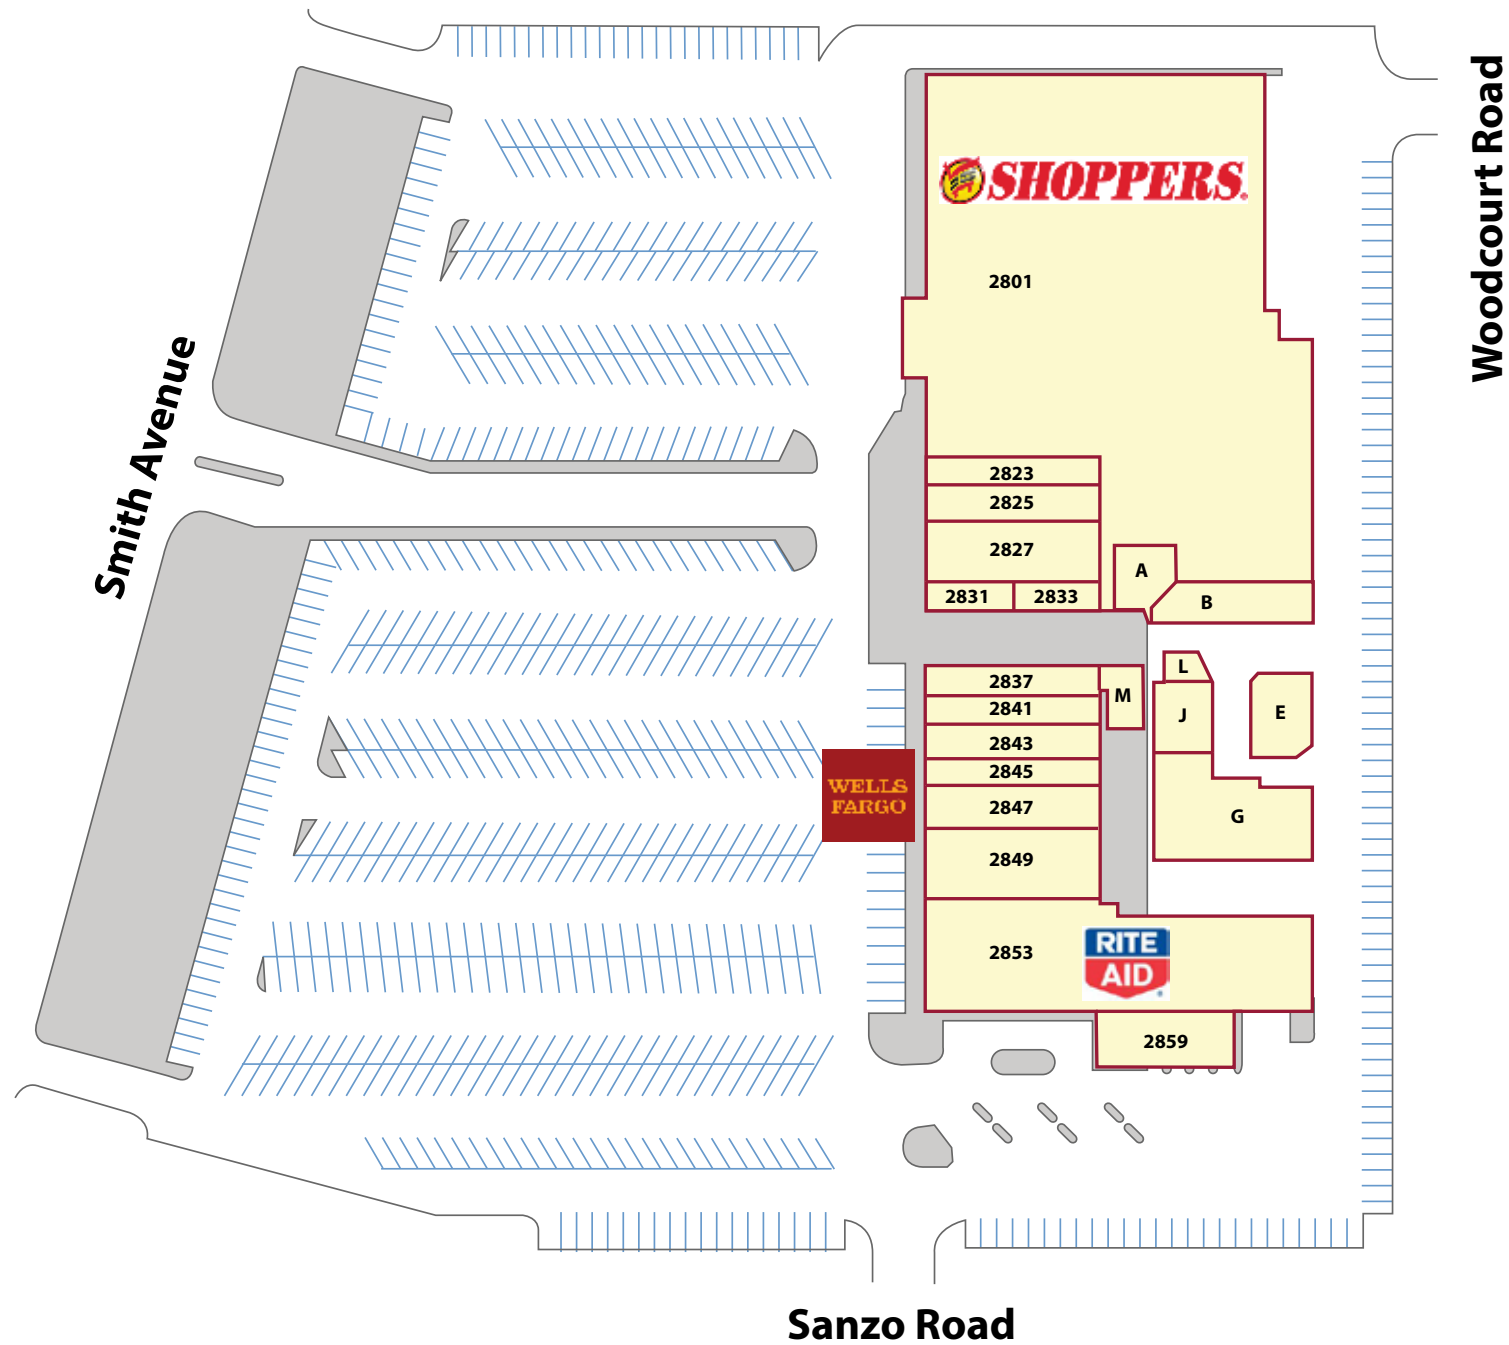 Woodcourt Road
SHOPPERS
2801
Smith Avenue
2823
2825
2827
A
2831
2833
B
L
2837
M
2841
J
E
2843
2845
WELLS
FARGO
2847
G
2849
2853
RITE
AID
2859
Sanzo Road